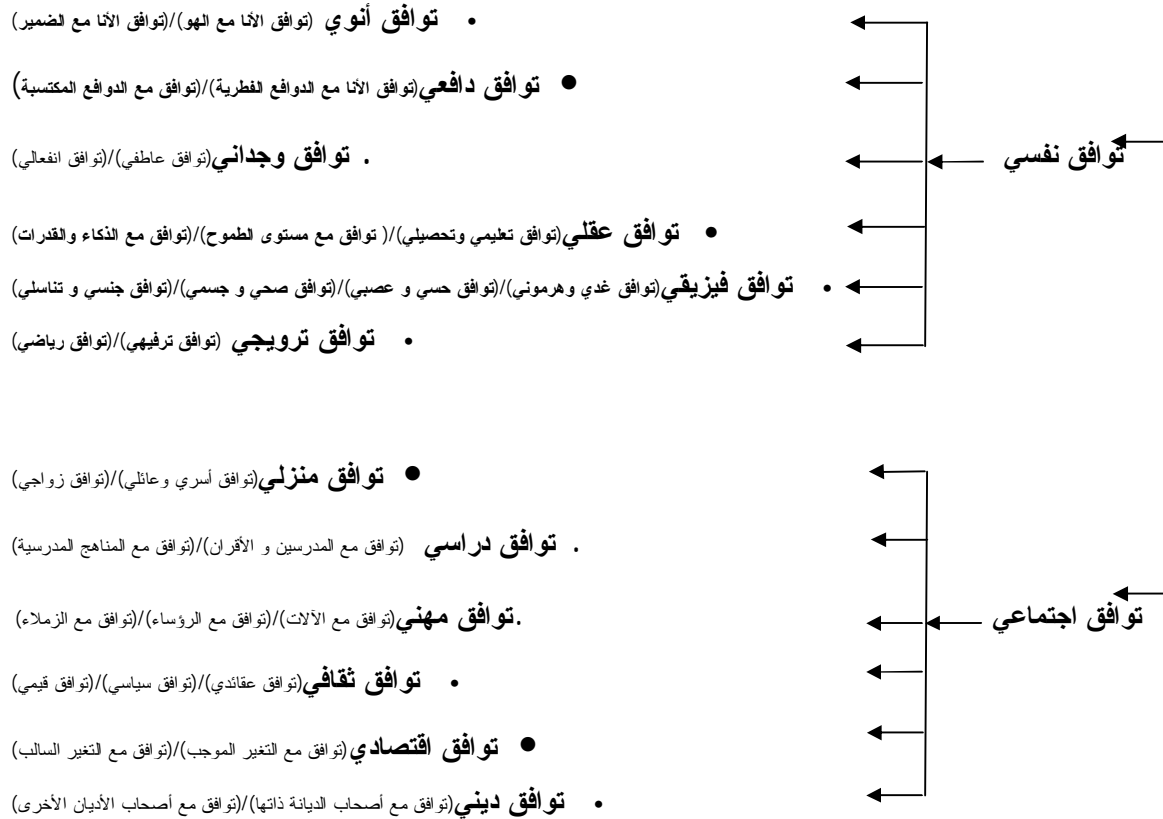 • توافق أنوي (توافق الأنا مع الهو)/(توافق الأنا مع الضمير)
• توافق دافعي(توافق الأنا مع الدوافع الفطرية)/(توافق مع الدوافع المكتسبة)
توافق نفسي
. توافق وجداني(توافق عاطفي)/(توافق انفعالي)
• توافق عقلي(توافق تعليمي وتحصيلي)/( توافق مع مستوى الطموح)/(توافق مع الذكاء والقدرات)
• توافق فيزيقي(توافق غدي وهرموني)/(توافق حسي و عصبي)/(توافق صحي و جسمي)/(توافق جنسي و تناسلي)
• توافق ترويجي (توافق ترفيهي)/(توافق رياضي)
• توافق منزلي(توافق أسري وعائلي)/(توافق زواجي)
. توافق دراسي (توافق مع المدرسين و الأقران)/(توافق مع المناهج المدرسية)
توافق اجتماعي
.توافق مهني(توافق مع الآلات)/(توافق مع الرؤساء)/(توافق مع الزملاء)
• توافق ثقافي(توافق عقائدي)/(توافق سياسي)/(توافق قيمي)
• توافق اقتصادي(توافق مع التغير الموجب)/(توافق مع التغير السالب)
• توافق ديني(توافق مع أصحاب الديانة ذاتها)/(توافق مع أصحاب الأديان الأخرى)